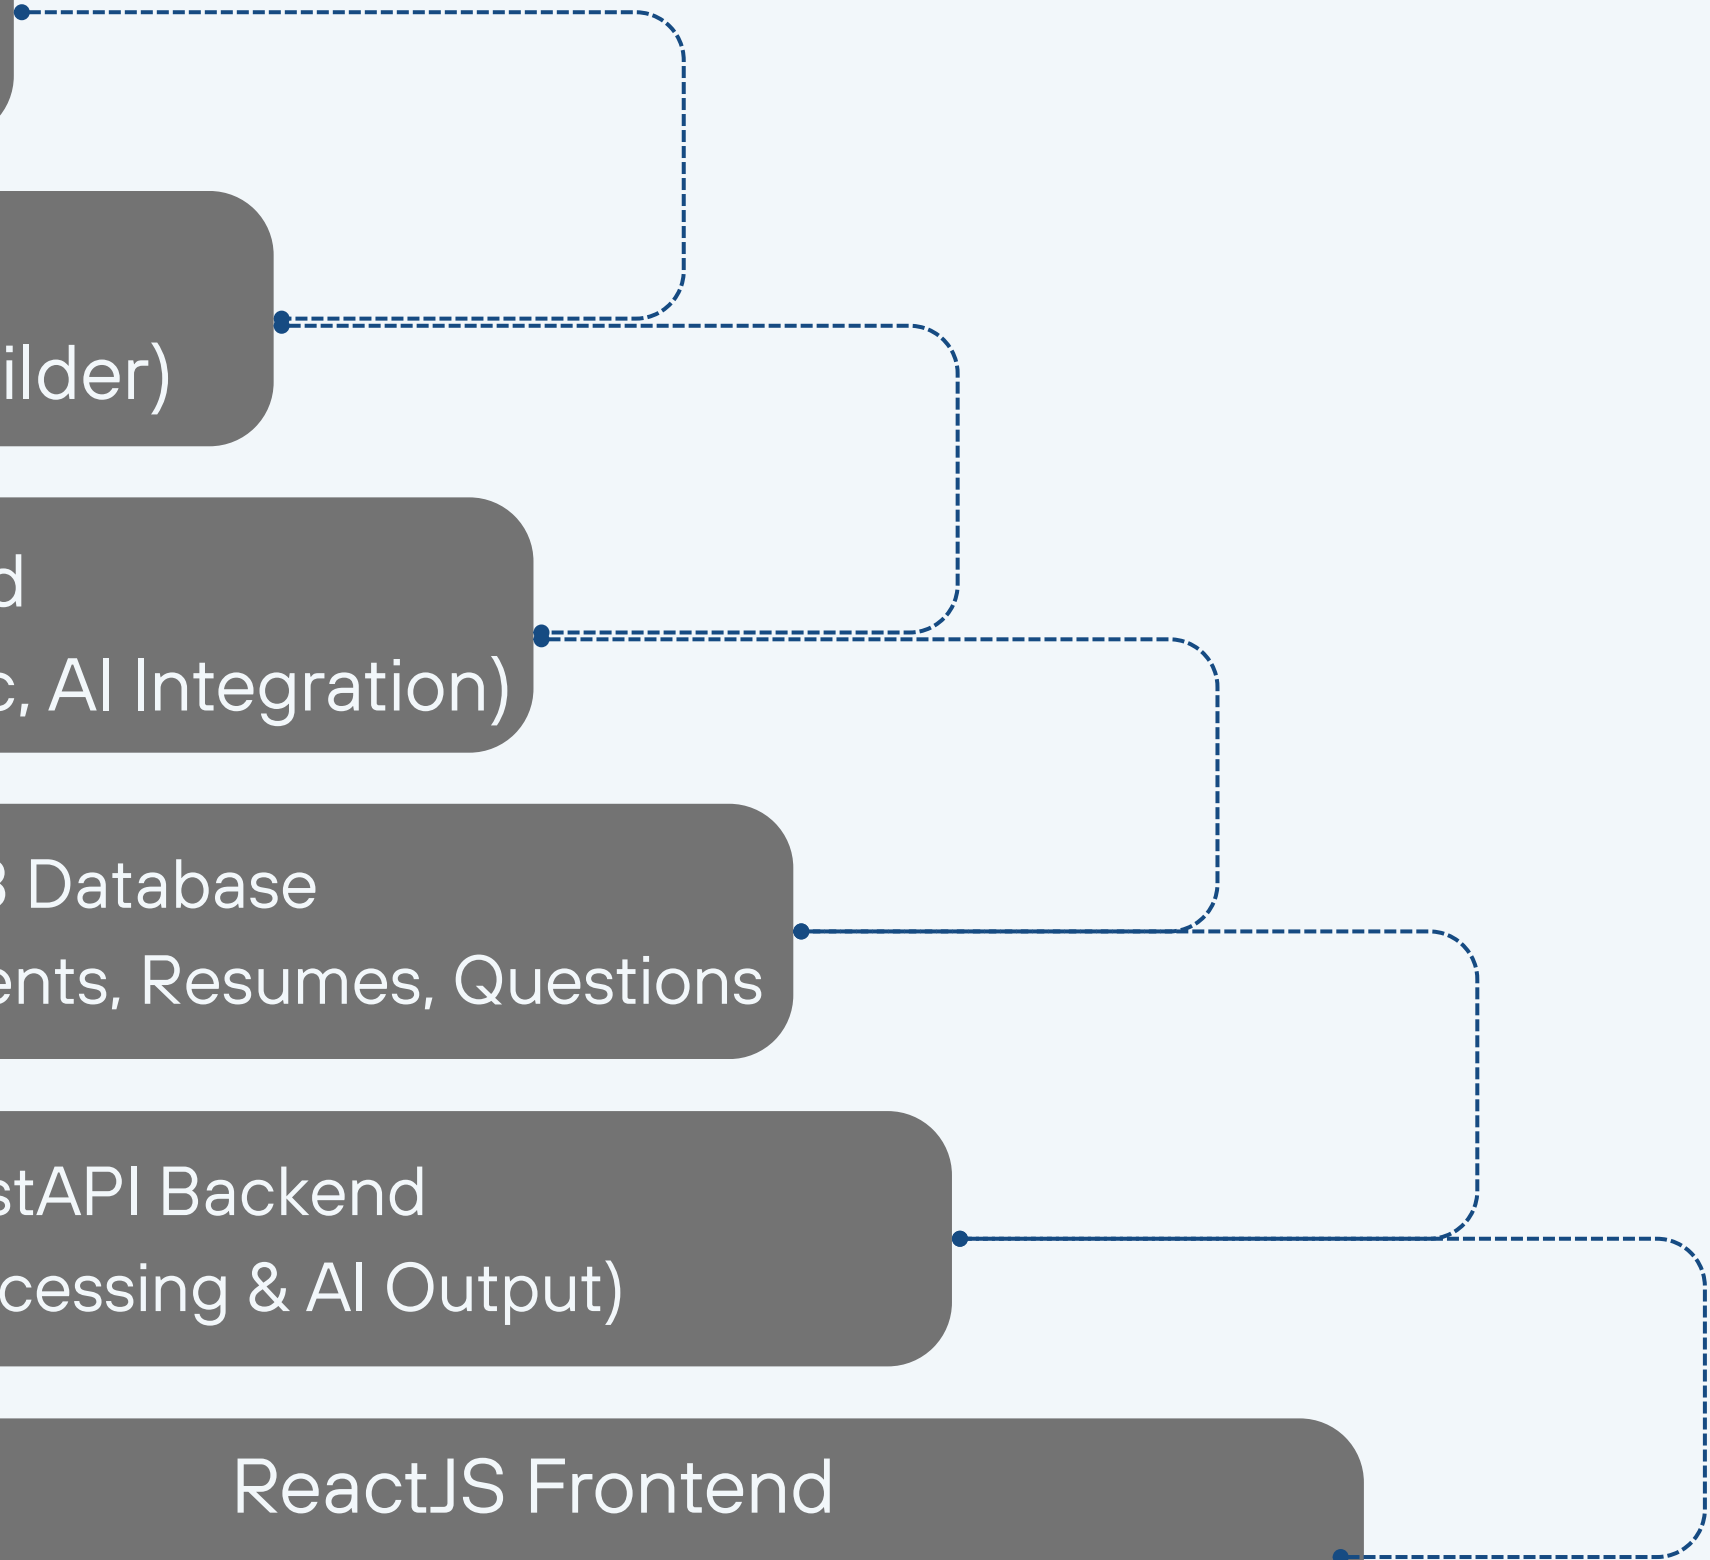 ilder)
d
c, AI Integration)
B Database
ents, Resumes, Questions
stAPI Backend
cessing & AI Output)
ReactJS Frontend